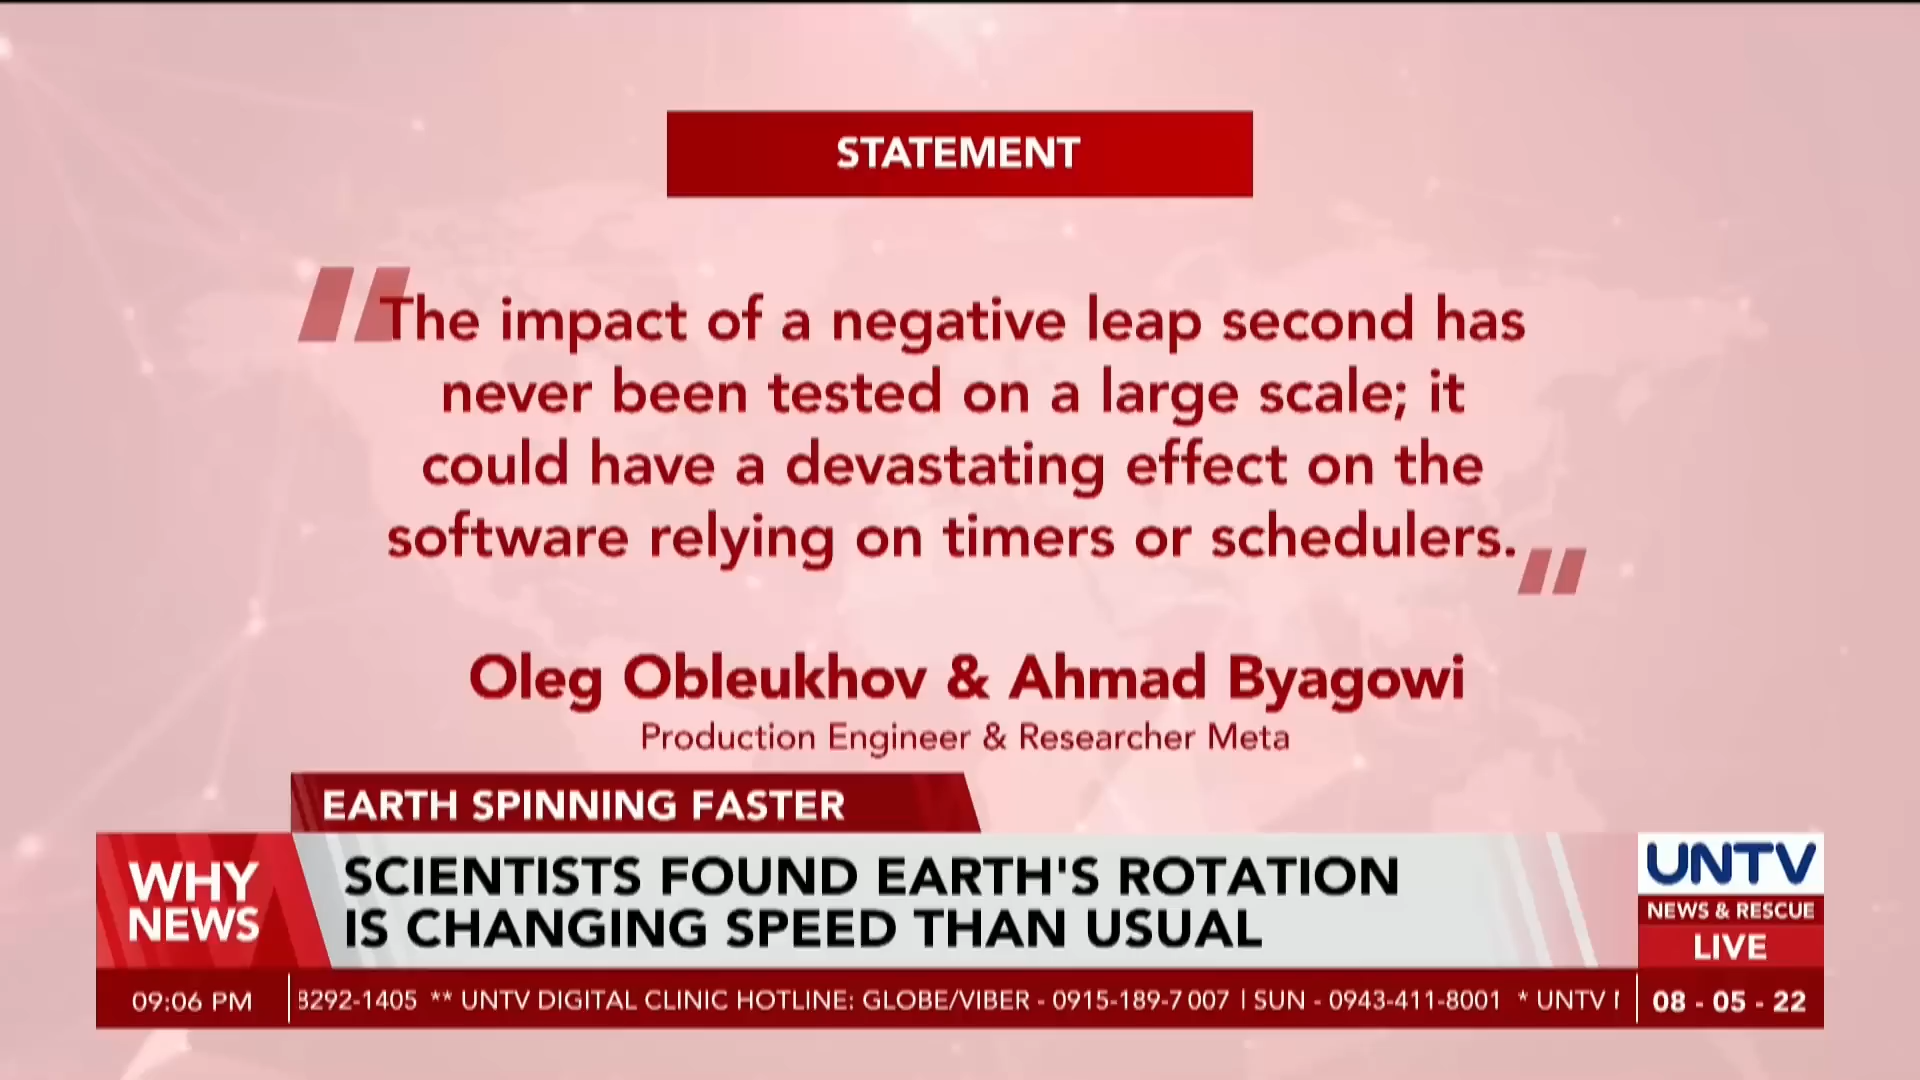 STATEMENT
"The impact of a negative leap second has
never been tested on a large scale; it
could have a devastating effect on the
software relying on timers or schedulers."
Oleg Obleukhov & Ahmad Byagowi
Production Engineer & Researcher Meta
EARTH SPINNING FASTER
WHY
NEWS
SCIENTISTS FOUND EARTH'S ROTATION
IS CHANGING SPEED THAN USUAL
UNTV
NEWS & RESCUE
LIVE
09:06 PM
8292-1405 ** UNTV DIGITAL CLINIC HOTLINE: GLOBE/VIBER - 0915-189-7007 | SUN - 0943-411-8001 * UNTV
08 - 05 - 22